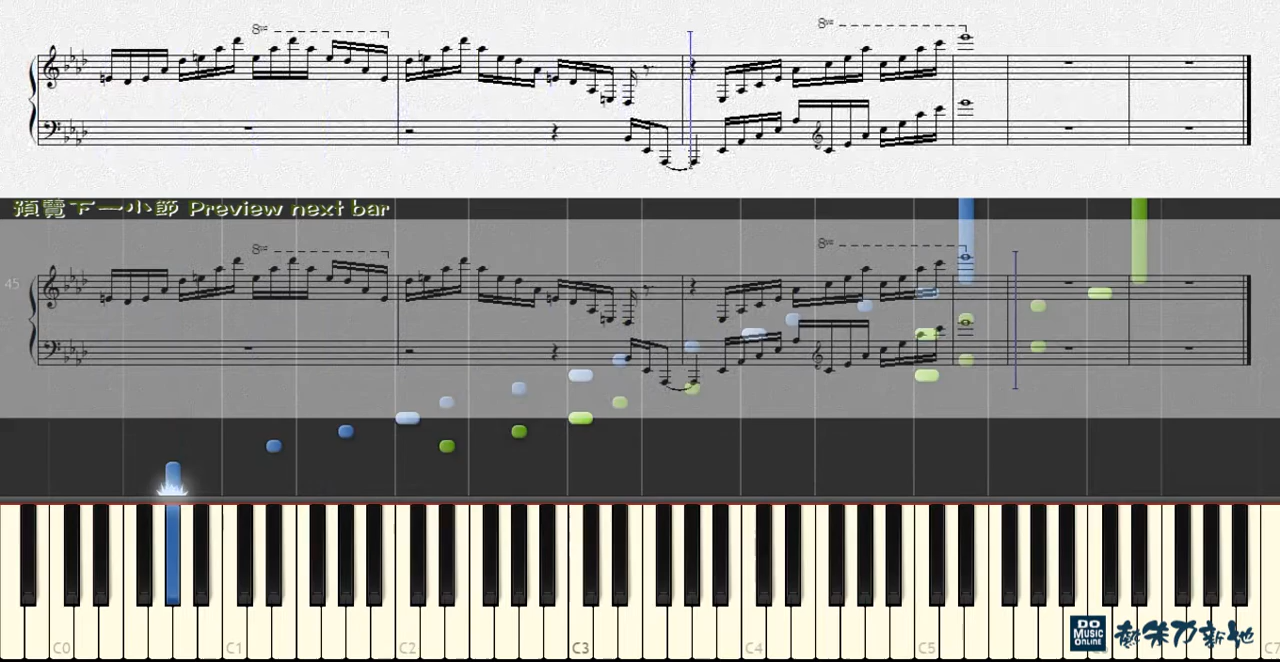 8va
8va
預覽下一小節 Preview next bar
8va
8va
45
C0 C1 C2 C3 C4 C5 C7
DO MUSIC ONLINE